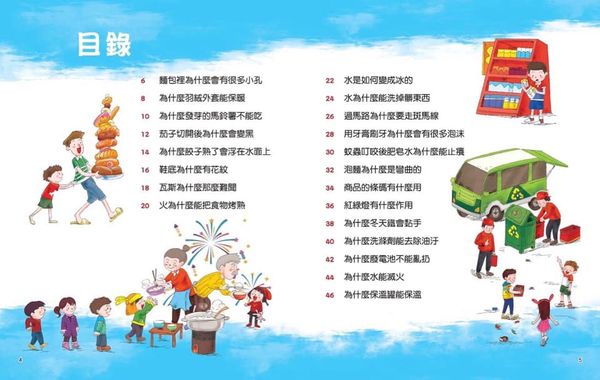 目錄
6 麵包裡為什麼會有很多小孔
8 為什麼羽絨外套能保暖
10 為什麼發芽的馬鈴薯不能吃
12 茄子切開後為什麼會變黑
14 為什麼餃子熟了會浮在水面上
16 鞋底為什麼有花紋
18 瓦斯為什麼那麼難聞
20 火為什麼能把食物烤熟
22 水是如何變成冰的
24 水為什麼能洗掉髒東西
26 過馬路為什麼要走斑馬線
28 用牙膏刷牙為什麼會有很多泡沫
30 蚊蟲叮咬後肥皂水為什麼能止癢
32 泡麵為什麼是彎曲的
34 商品的條碼有什麼用
36 紅綠燈有什麼作用
38 為什麼冬天鐵會黏手
40 為什麼洗滌劑能去除油汙
42 為什麼廢電池不能亂扔
44 為什麼水能滅火
46 為什麼保溫罐能保溫
4
5